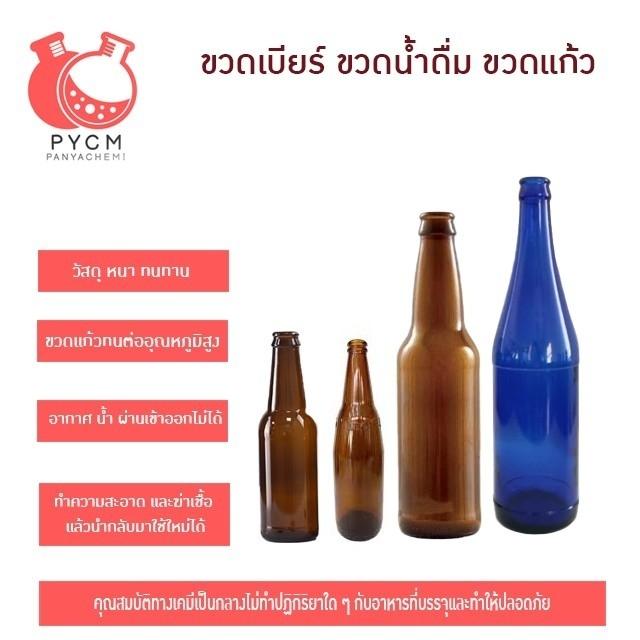 ขวดเบียร์ ขวดน้ำดื่ม ขวดแก้ว
PYCM
PANYACHEMI
วัสดุ หนา ทนทาน
ขวดแก้วทนต่ออุณหภูมิสูง
อากาศ น้ำ ผ่านเข้าออกไม่ได้
ทำความสะอาด และฆ่าเชื้อ
แล้วนำกลับมาใช้ใหม่ได้
คุณสมบัติทางเคมีเป็นกลางไม่ทำปฏิกิริยาใด ๆ กับอาหารที่บรรจุและทำให้ปลอดภัย